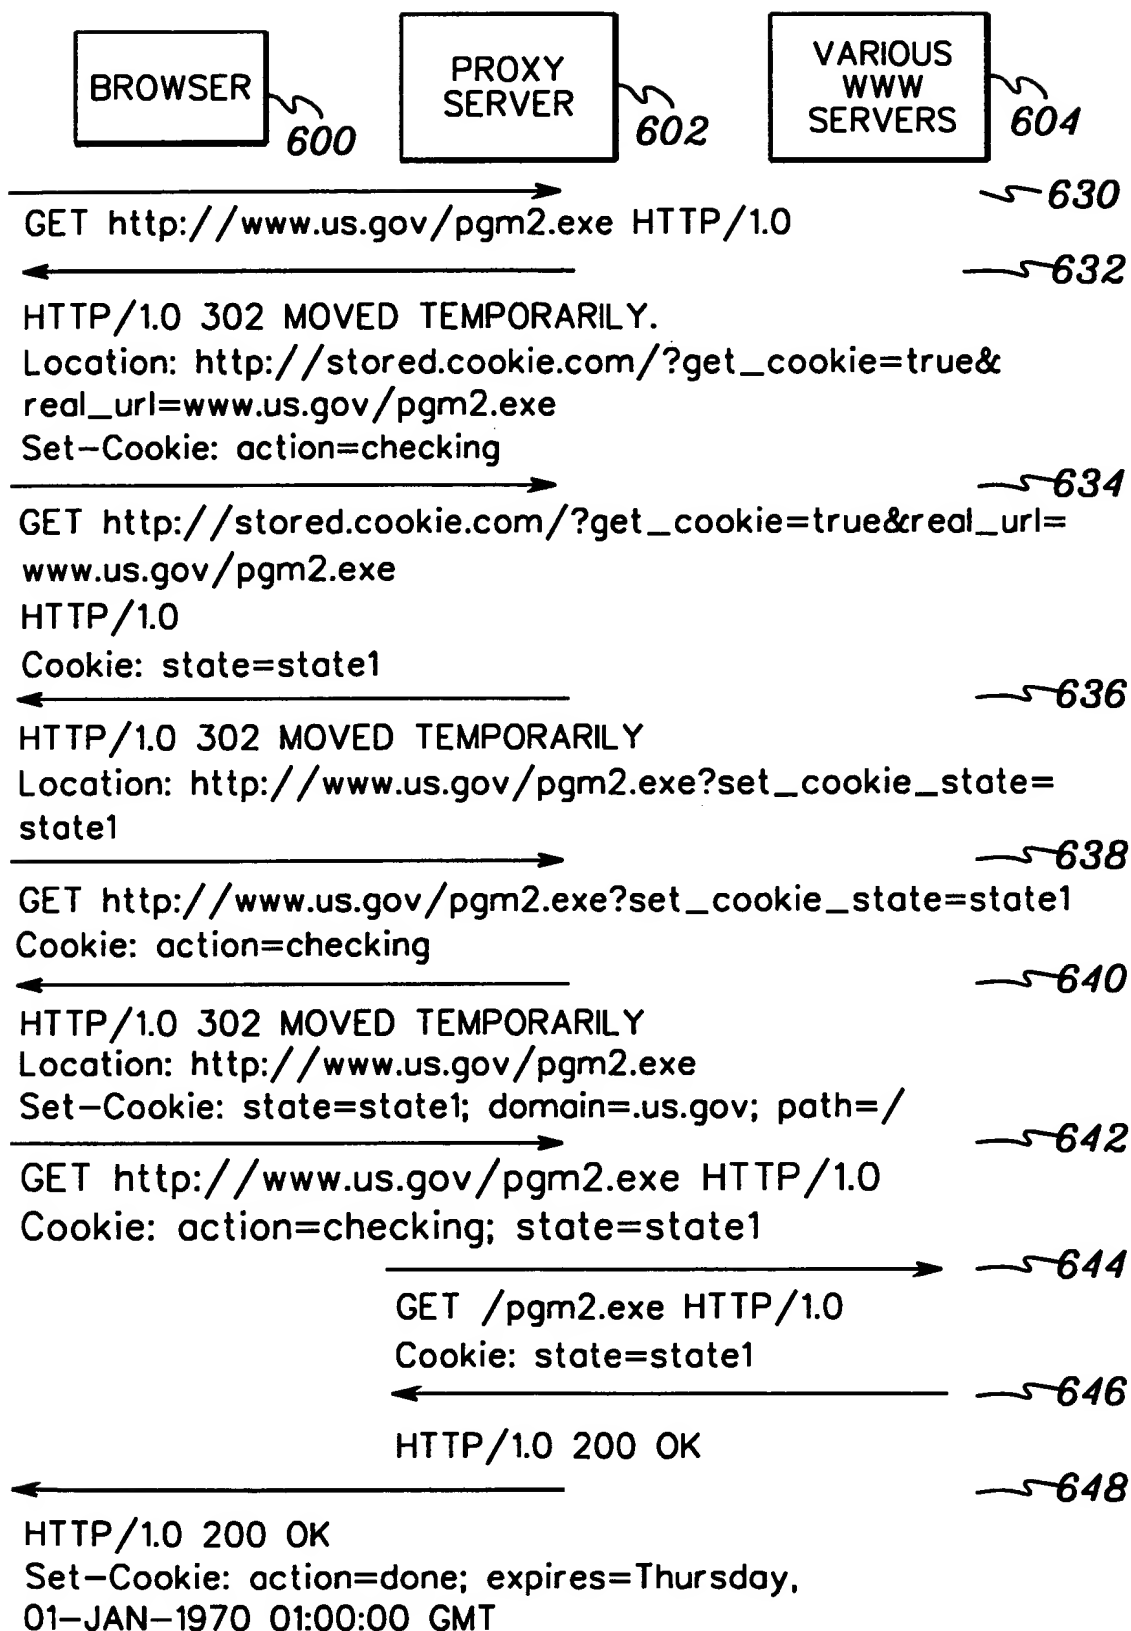 BROWSER
600
PROXY
SERVER
602
VARIOUS
WWW
SERVERS
604
630
GET http://www.us.gov/pgm2.exe HTTP/1.0
632
HTTP/1.0 302 MOVED TEMPORARILY.
Location: http://stored.cookie.com/?get_cookie=true&
real_url=www.us.gov/pgm2.exe
Set-Cookie: action=checking
634
GET http://stored.cookie.com/?get_cookie=true&real_url=
www.us.gov/pgm2.exe
HTTP/1.0
Cookie: state=state1
636
HTTP/1.0 302 MOVED TEMPORARILY
Location: http://www.us.gov/pgm2.exe?set_cookie_state=
state1
638
GET http://www.us.gov/pgm2.exe?set_cookie_state=state1
Cookie: action=checking
640
HTTP/1.0 302 MOVED TEMPORARILY
Location: http://www.us.gov/pgm2.exe
Set-Cookie: state=state1; domain=.us.gov; path=/
642
GET http://www.us.gov/pgm2.exe HTTP/1.0
Cookie: action=checking; state=state1
644
GET /pgm2.exe HTTP/1.0
Cookie: state=state1
646
HTTP/1.0 200 OK
648
HTTP/1.0 200 OK
Set-Cookie: action=done; expires=Thursday,
01-JAN-1970 01:00:00 GMT